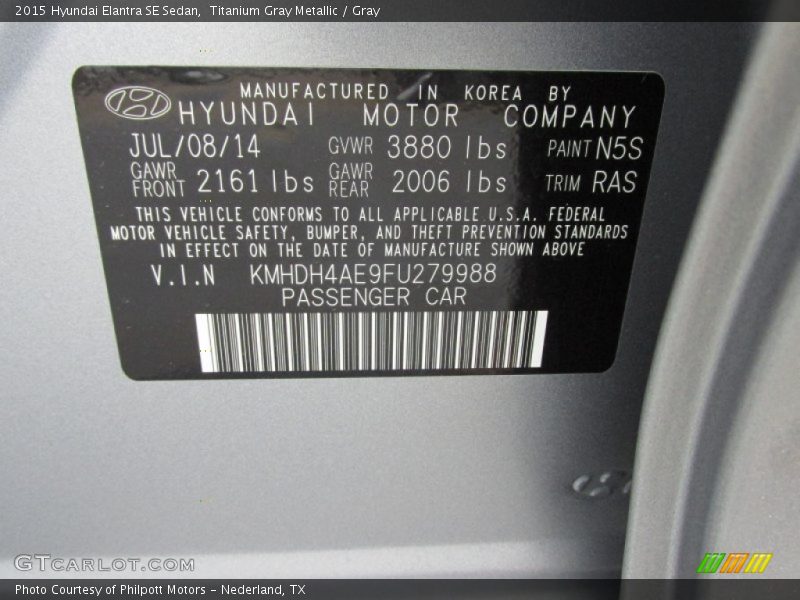 2015 Hyundai Elantra SE Sedan,  Titanium Gray Metallic / Gray
MANUFACTURED IN KOREA BY
HYUNDAI MOTOR COMPANY
JUL/08/14 GVWR 3880 lbs PAINT N5S
GAWR FRONT 2161 lbs GAWR REAR 2006 lbs TRIM RAS
THIS VEHICLE CONFORMS TO ALL APPLICABLE U.S.A. FEDERAL
MOTOR VEHICLE SAFETY, BUMPER, AND THEFT PREVENTION STANDARDS
IN EFFECT ON THE DATE OF MANUFACTURE SHOWN ABOVE
V.I.N KMHDH4AE9FU279988
PASSENGER CAR
GTCARLOT.COM
Photo Courtesy of Philpott Motors - Nederland, TX